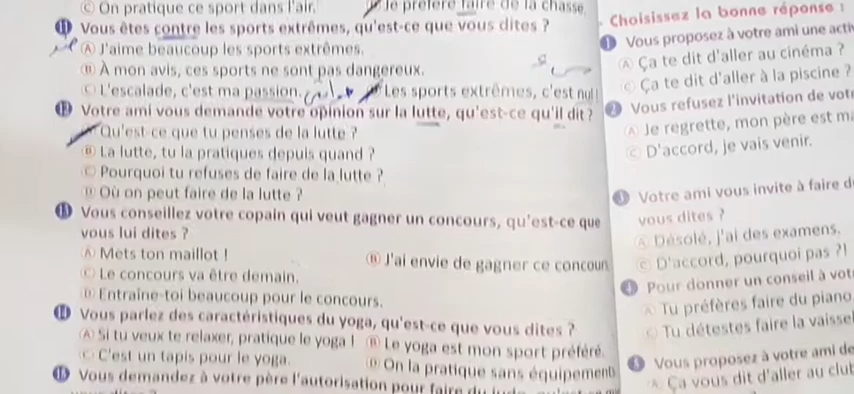 Ⓒ On pratique ce sport dans l'air.
Je préfère faire de la chasse.
⑪ Vous êtes contre les sports extrêmes, qu'est-ce que vous dites ?
Ⓐ J'aime beaucoup les sports extrêmes.
Ⓑ À mon avis, ces sports ne sont pas dangereux.
Ⓒ L'escalade, c'est ma passion.
Les sports extrêmes, c'est nul!
⑫ Votre ami vous demande votre opinion sur la lutte, qu'est-ce qu'il dit ?
Qu'est-ce que tu penses de la lutte ?
Ⓑ La lutte, tu la pratiques depuis quand ?
Ⓒ Pourquoi tu refuses de faire de la lutte ?
Ⓓ Où on peut faire de la lutte ?
⑬ Vous conseillez votre copain qui veut gagner un concours, qu'est-ce que
vous lui dites ?
Ⓐ Mets ton maillot !
Ⓑ J'ai envie de gagner ce concour
Ⓒ Le concours va être demain.
Ⓓ Entraîne-toi beaucoup pour le concours.
⑭ Vous parlez des caractéristiques du yoga, qu'est-ce que vous dites ?
Ⓐ Si tu veux te relaxer, pratique le yoga ! Ⓑ Le yoga est mon sport préféré.
Ⓒ C'est un tapis pour le yoga. Ⓓ On la pratique sans équipement
⑮ Vous demandez à votre père l'autorisation pour faire du
Choisissez la bonne réponse :
❶ Vous proposez à votre ami une acti
Ⓐ Ça te dit d'aller au cinéma ?
Ⓒ Ça te dit d'aller à la piscine ?
❷ Vous refusez l'invitation de vot
Ⓐ Je regrette, mon père est m
Ⓒ D'accord, je vais venir.
❸ Votre ami vous invite à faire d
vous dites ?
Ⓐ Désolé, j'ai des examens.
Ⓒ D'accord, pourquoi pas ?!
❹ Pour donner un conseil à vot
Ⓐ Tu préfères faire du piano
Ⓒ Tu détestes faire la vaissel
❺ Vous proposez à votre ami de
Ⓐ Ça vous dit d'aller au club